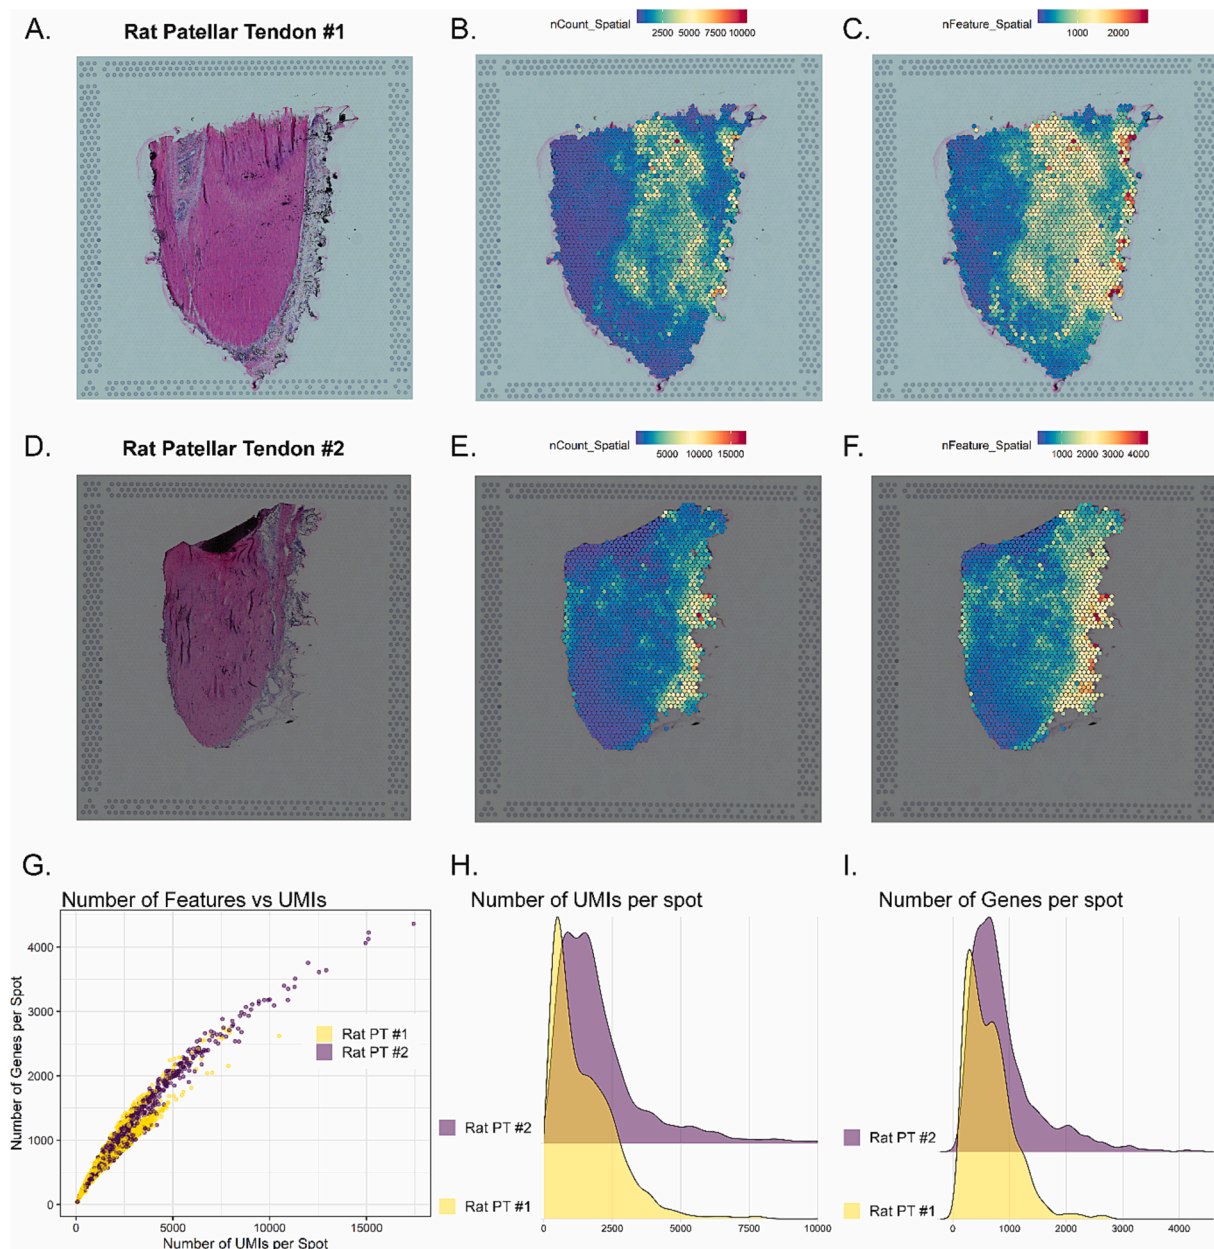 A.
Rat Patellar Tendon #1
B.
nCount_Spatial
2500 5000 7500 10000
C.
nFeature_Spatial
1000 2000
D.
Rat Patellar Tendon #2
E.
nCount_Spatial
5000 10000 15000
F.
nFeature_Spatial
1000 2000 3000 4000
G.
Number of Features vs UMIs
Number of Genes per Spot
4000
3000
2000
1000
0
Rat PT #1
Rat PT #2
0 5000 10000 15000
Number of UMIs per Spot
H.
Number of UMIs per spot
Rat PT #2
Rat PT #1
0 2500 5000 7500 10000
I.
Number of Genes per spot
Rat PT #2
Rat PT #1
0 1000 2000 3000 4000